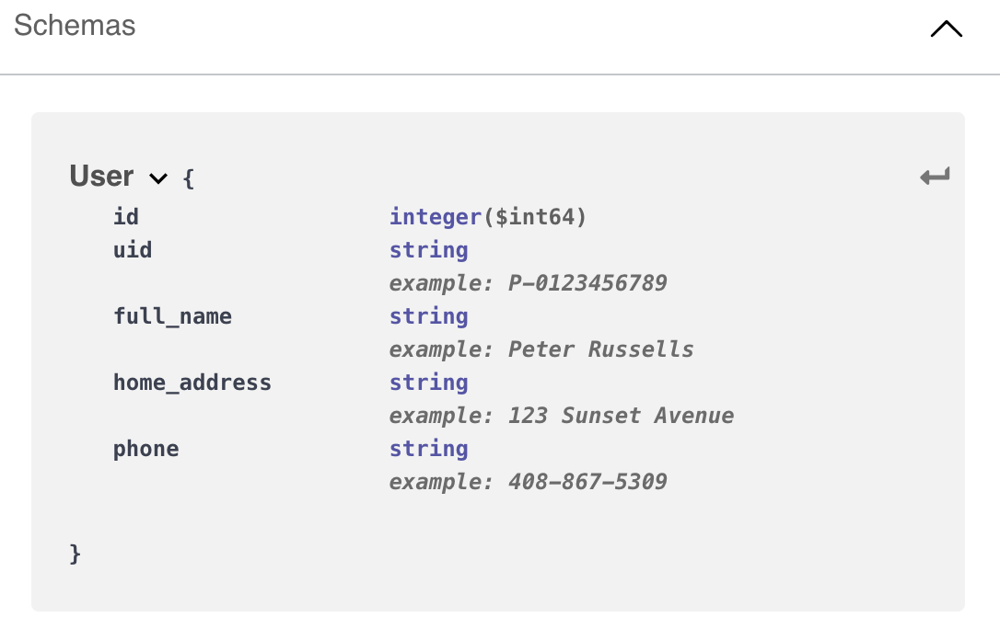 Schemas
User {
id integer($int64)
uid string
example: P-0123456789
full_name string
example: Peter Russells
home_address string
example: 123 Sunset Avenue
phone string
example: 408-867-5309
}